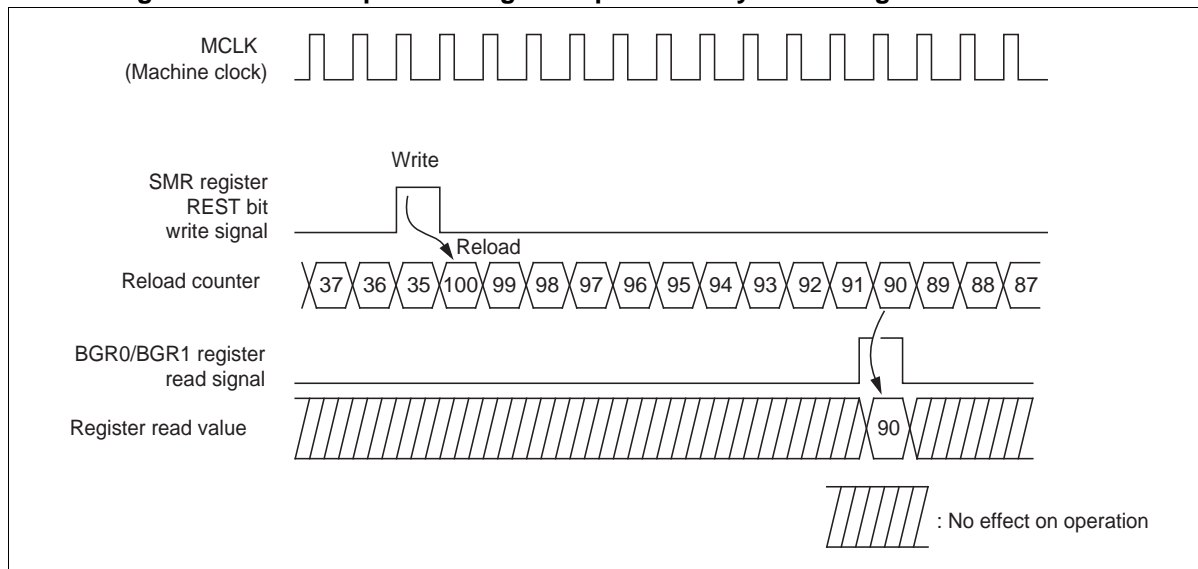 MCLK
(Machine clock)
Write
SMR register
REST bit
write signal
Reload
Reload counter
37 36 35 100 99 98 97 96 95 94 93 92 91 90 89 88 87
BGR0/BGR1 register
read signal
Register read value
90
: No effect on operation